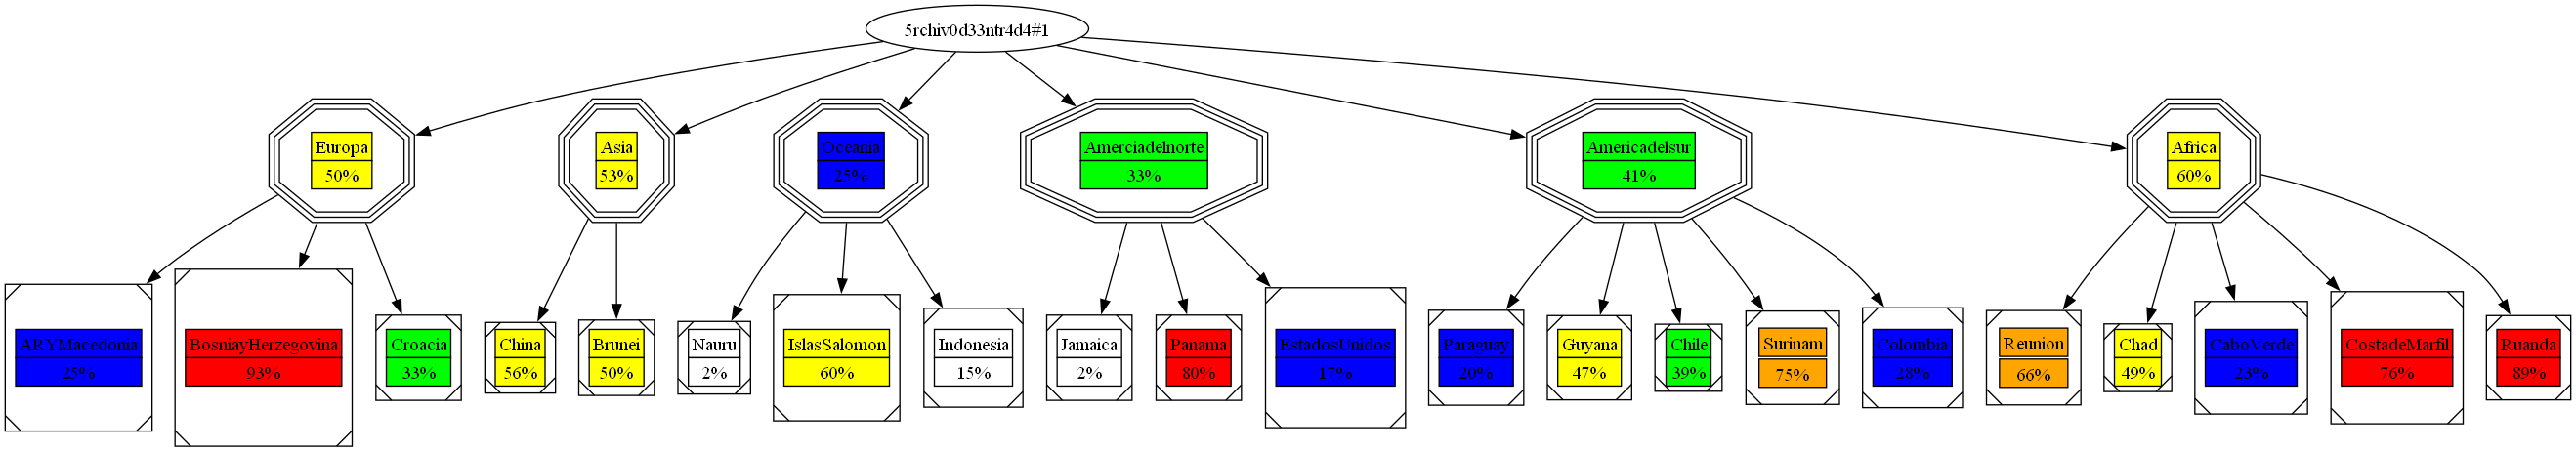 5rchiv0d33ntr4d4#1
Europa
50%
Asia
53%
Oceania
25%
Amerciadelnorte
33%
Americadelsur
41%
Africa
60%
ARYMacedonia
25%
BosniayHerzegovina
93%
Croacia
33%
China
56%
Brunei
50%
Nauru
2%
IslasSalomon
60%
Indonesia
15%
Jamaica
2%
Panama
80%
EstadosUnidos
17%
Paraguay
20%
Guyana
47%
Chile
39%
Surinam
75%
Colombia
28%
Reunion
66%
Chad
49%
CaboVerde
23%
CostadeMarfil
76%
Ruanda
89%